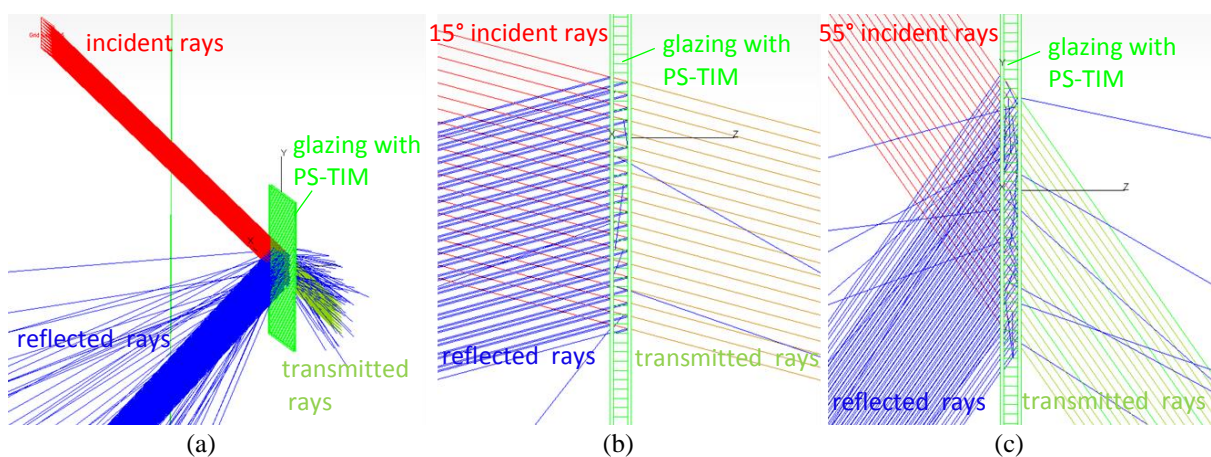 incident rays
glazing with
PS-TIM
Y
X
reflected rays
transmitted
rays
(a)
15° incident rays
glazing with
PS-TIM
X
Z
reflected rays
transmitted rays
(b)
55° incident rays
glazing with
PS-TIM
Y
Z
reflected rays
transmitted rays
(c)